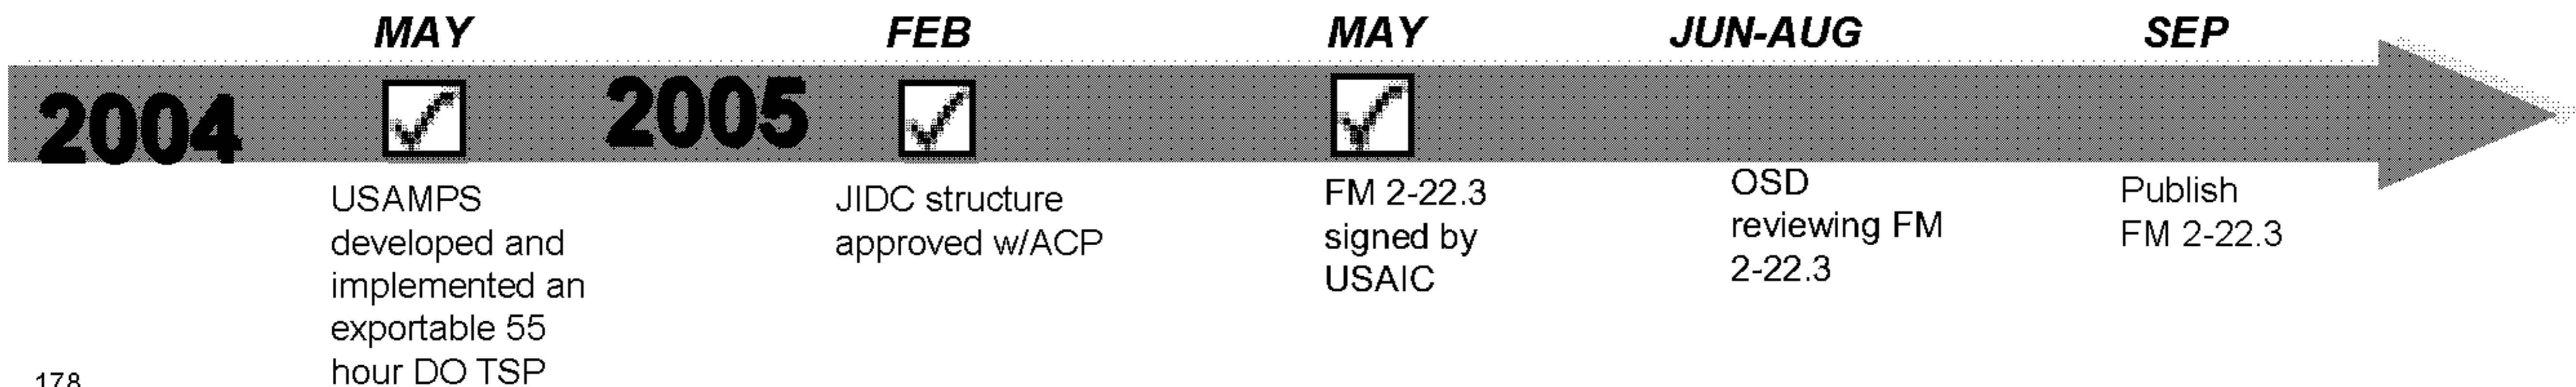 MAY
FEB
MAY
JUN-AUG
SEP
2004
2005
USAMPS
developed and
implemented an
exportable 55
hour DO TSP
JIDC structure
approved w/ACP
FM 2-22.3
signed by
USAIC
OSD
reviewing FM
2-22.3
Publish
FM 2-22.3
178